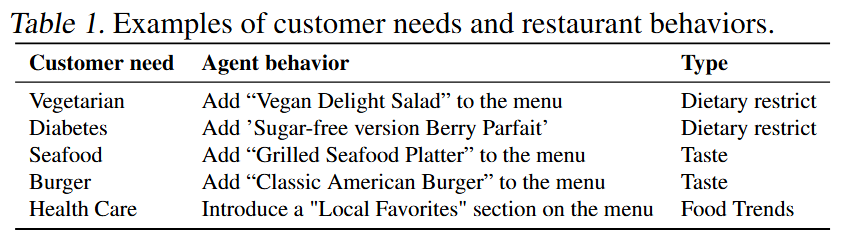 Table 1. Examples of customer needs and restaurant behaviors.
Customer need Agent behavior Type
Vegetarian Add “Vegan Delight Salad” to the menu Dietary restrict
Diabetes Add ’Sugar-free version Berry Parfait’ Dietary restrict
Seafood Add “Grilled Seafood Platter” to the menu Taste
Burger Add “Classic American Burger” to the menu Taste
Health Care Introduce a "Local Favorites" section on the menu Food Trends